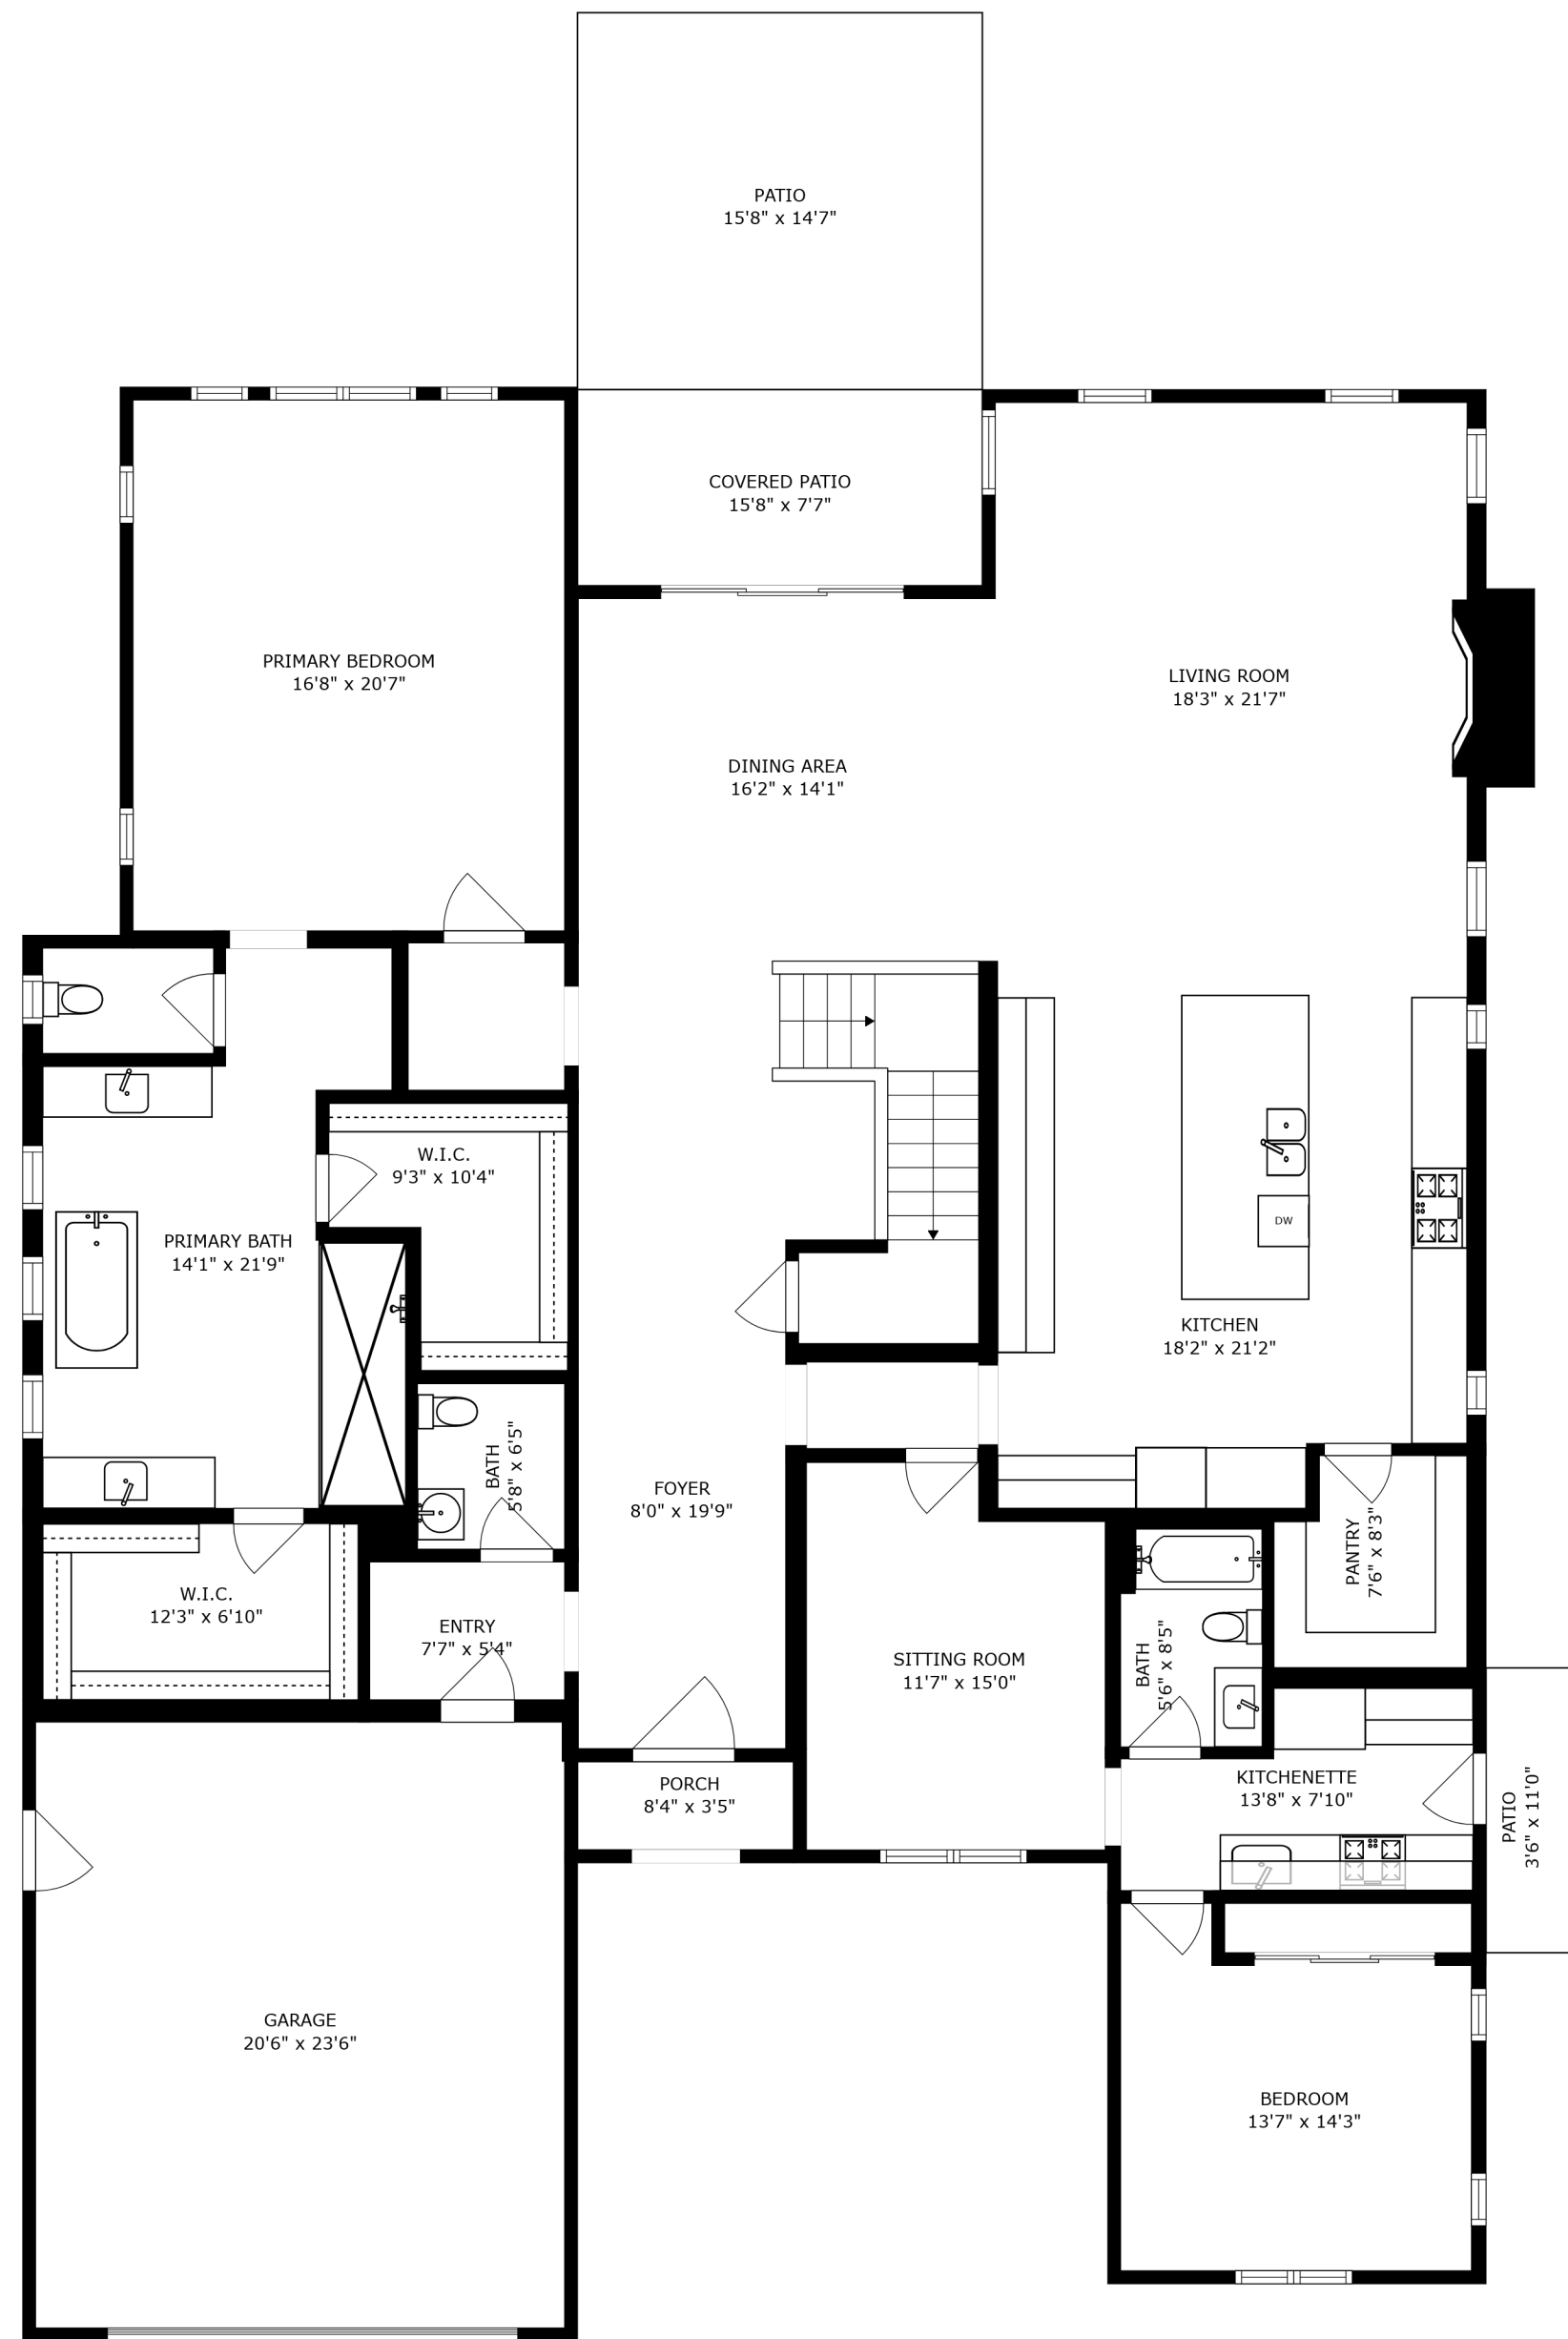 PATIO
15'8" x 14'7"
COVERED PATIO
15'8" x 7'7"
PRIMARY BEDROOM
16'8" x 20'7"
LIVING ROOM
18'3" x 21'7"
DINING AREA
16'2" x 14'1"
W.I.C.
9'3" x 10'4"
PRIMARY BATH
14'1" x 21'9"
DW
KITCHEN
18'2" x 21'2"
BATH
5'8" x 6'5"
FOYER
8'0" x 19'9"
PANTRY
7'6" x 8'3"
W.I.C.
12'3" x 6'10"
ENTRY
7'7" x 5'4"
SITTING ROOM
11'7" x 15'0"
BATH
5'6" x 8'5"
PORCH
8'4" x 3'5"
KITCHENETTE
13'8" x 7'10"
PATIO
3'6" x 11'0"
GARAGE
20'6" x 23'6"
BEDROOM
13'7" x 14'3"